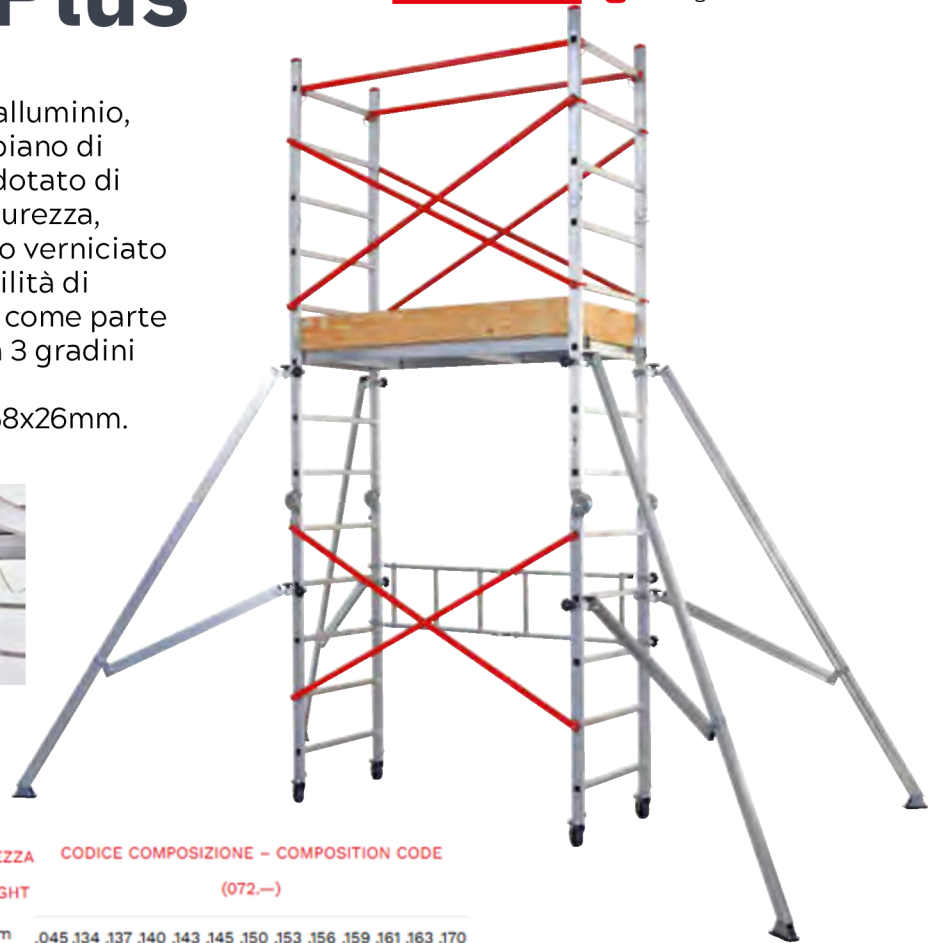 Plus
alluminio,
piano di
dotato di
urezza,
o verniciato
ilità di
come parte
3 gradini
8x26mm.
EZZA
CODICE COMPOSIZIONE – COMPOSITION CODE
GHT
(072.—)
m .045 .134 .137 .140 .143 .145 .150 .153 .156 .159 .161 .163 .170